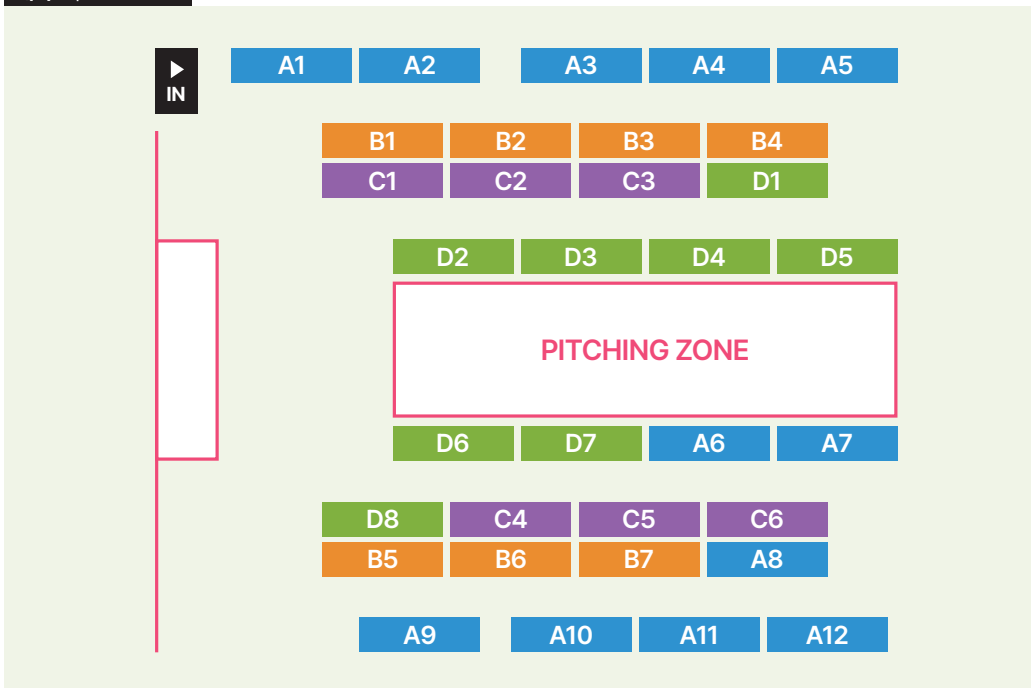 IN
A1 A2 A3 A4 A5
B1 B2 B3 B4
C1 C2 C3 D1
D2 D3 D4 D5
PITCHING ZONE
D6 D7 A6 A7
D8 C4 C5 C6
B5 B6 B7 A8
A9 A10 A11 A12